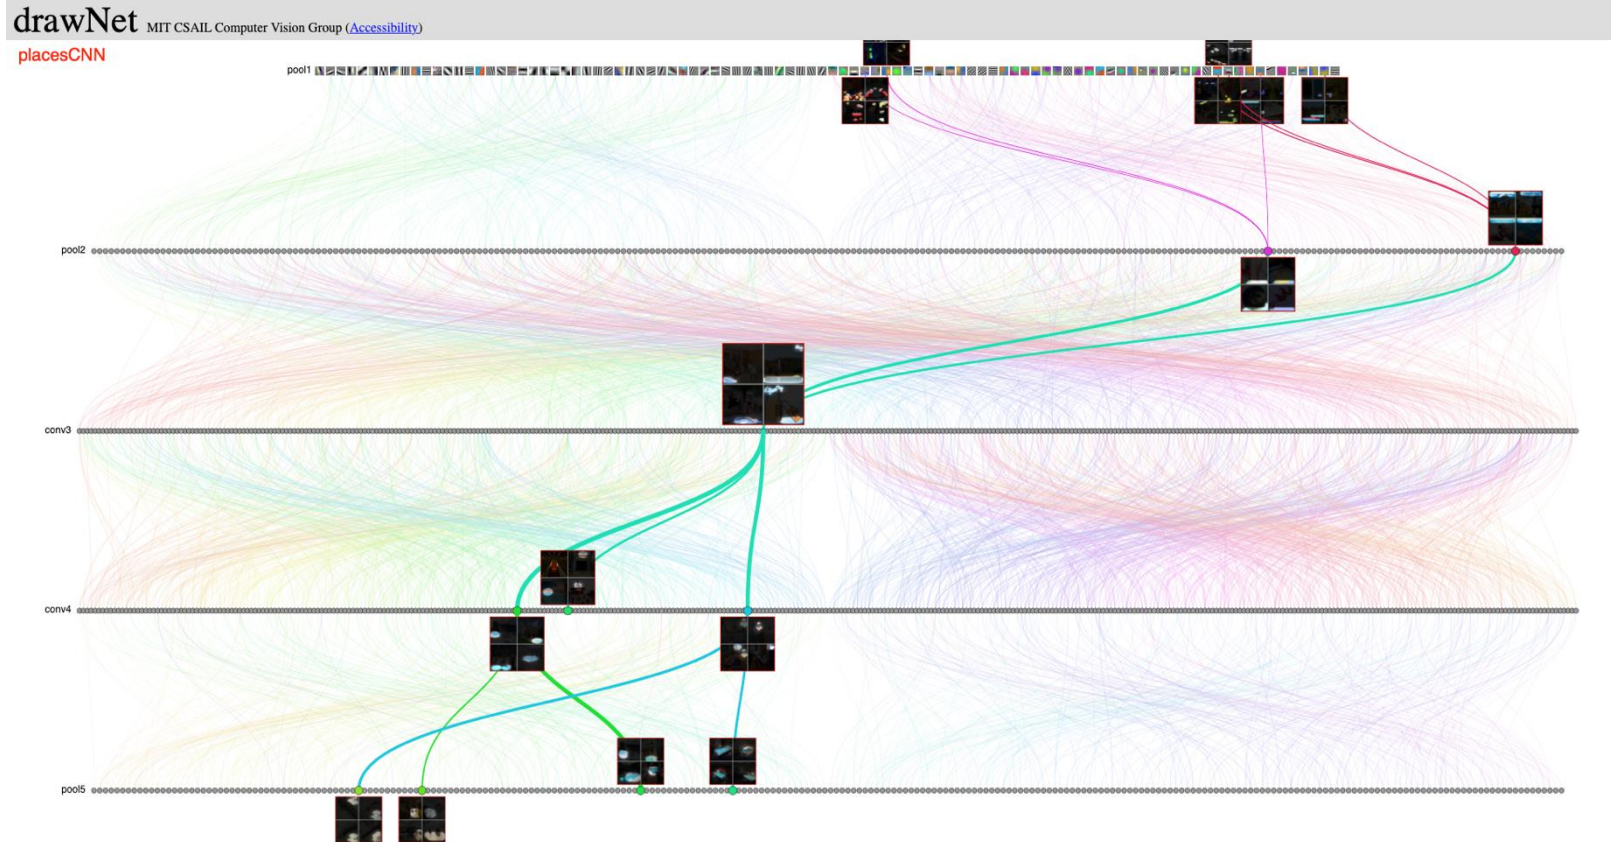 drawNet MIT CSAIL Computer Vision Group (Accessibility)
placesCNN
pool1
pool2
conv3
conv4
pool5